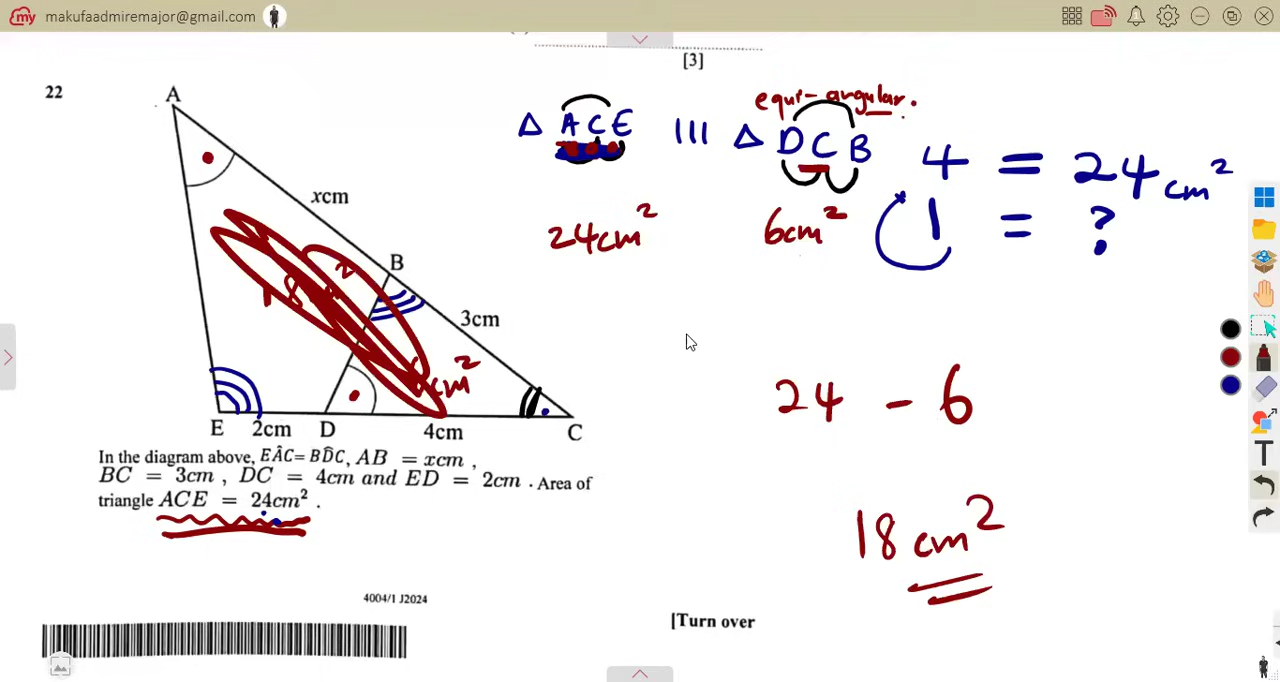 my makufaadmiremajor@gmail.com
[3]
22
A
equi-angular.
Δ ACE ||| Δ DCB
4 = 24cm²
24cm² 6cm² 1 = ?
xcm
B
3cm
cm²
24 - 6
E 2cm D 4cm C
In the diagram above, EÂC= BD̂C, AB = xcm ,
BC = 3cm , DC = 4cm and ED = 2cm . Area of
triangle ACE = 24cm² .
18cm²
4004/1 J2024
[Turn over
T